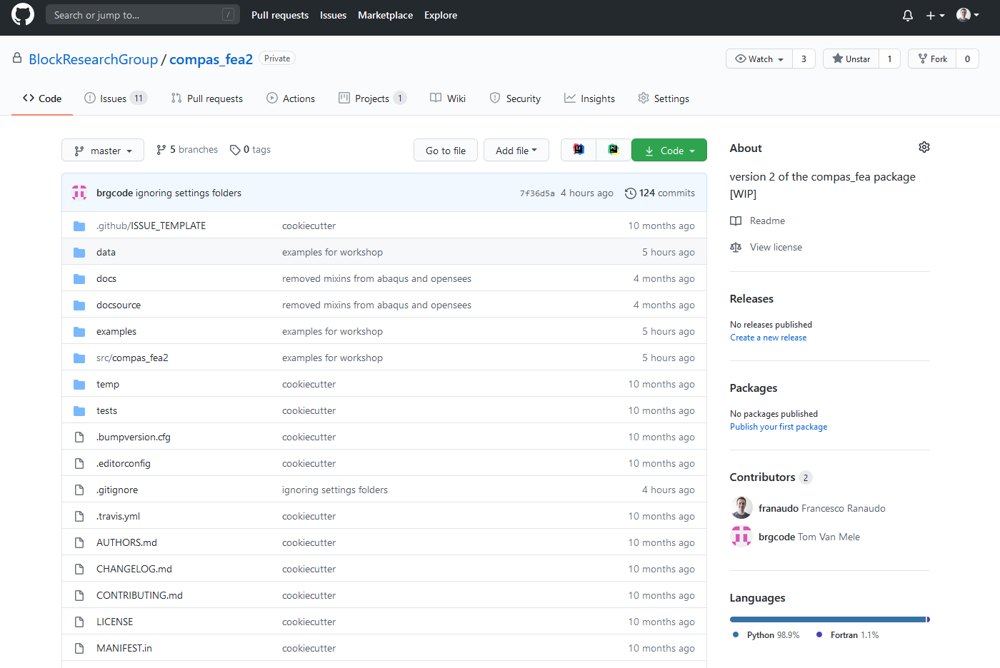 Search or jump to... /
Pull requests Issues Marketplace Explore
BlockResearchGroup / compas_fea2 Private
Watch 3 Unstar 1 Fork 0
Code Issues 11 Pull requests Actions Projects 1 Wiki Security Insights Settings
master 5 branches 0 tags Go to file Add file Code
brgcode ignoring settings folders 7f36d5a 4 hours ago 124 commits
.github/ISSUE_TEMPLATE cookiecutter 10 months ago
data examples for workshop 5 hours ago
docs removed mixins from abaqus and opensees 4 months ago
docsource removed mixins from abaqus and opensees 4 months ago
examples examples for workshop 5 hours ago
src/compas_fea2 examples for workshop 5 hours ago
temp cookiecutter 10 months ago
tests cookiecutter 10 months ago
.bumpversion.cfg cookiecutter 10 months ago
.editorconfig cookiecutter 10 months ago
.gitignore ignoring settings folders 4 hours ago
.travis.yml cookiecutter 10 months ago
AUTHORS.md cookiecutter 10 months ago
CHANGELOG.md cookiecutter 10 months ago
CONTRIBUTING.md cookiecutter 10 months ago
LICENSE cookiecutter 10 months ago
MANIFEST.in cookiecutter 10 months ago
About
version 2 of the compas_fea package
[WIP]
Readme
View license
Releases
No releases published
Create a new release
Packages
No packages published
Publish your first package
Contributors 2
franaudo Francesco Ranaudo
brgcode Tom Van Mele
Languages
Python 98.9% Fortran 1.1%